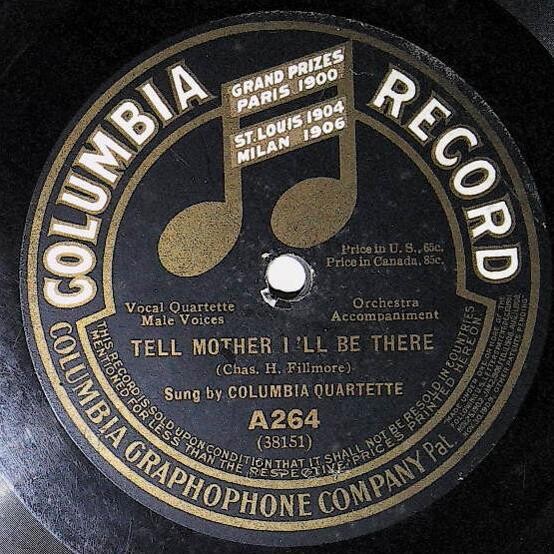 COLUMBIA RECORD
GRAND PRIZES
PARIS 1900
ST. LOUIS 1904
MILAN 1906
Price in U. S., 65c.
Price in Canada, 85c.
Vocal Quartette
Male Voices
Orchestra
Accompaniment
TELL MOTHER I'LL BE THERE
(Chas. H. Fillmore)
Sung by COLUMBIA QUARTETTE
A264
(38151)
THIS RECORD IS SOLD UPON CONDITION THAT IT SHALL NOT BE RESOLD IN COUNTRIES
MENTIONED FOR LESS THAN THE RESPECTIVE PRICES PRINTED HEREON.
COLUMBIA GRAPHOPHONE COMPANY Pat.